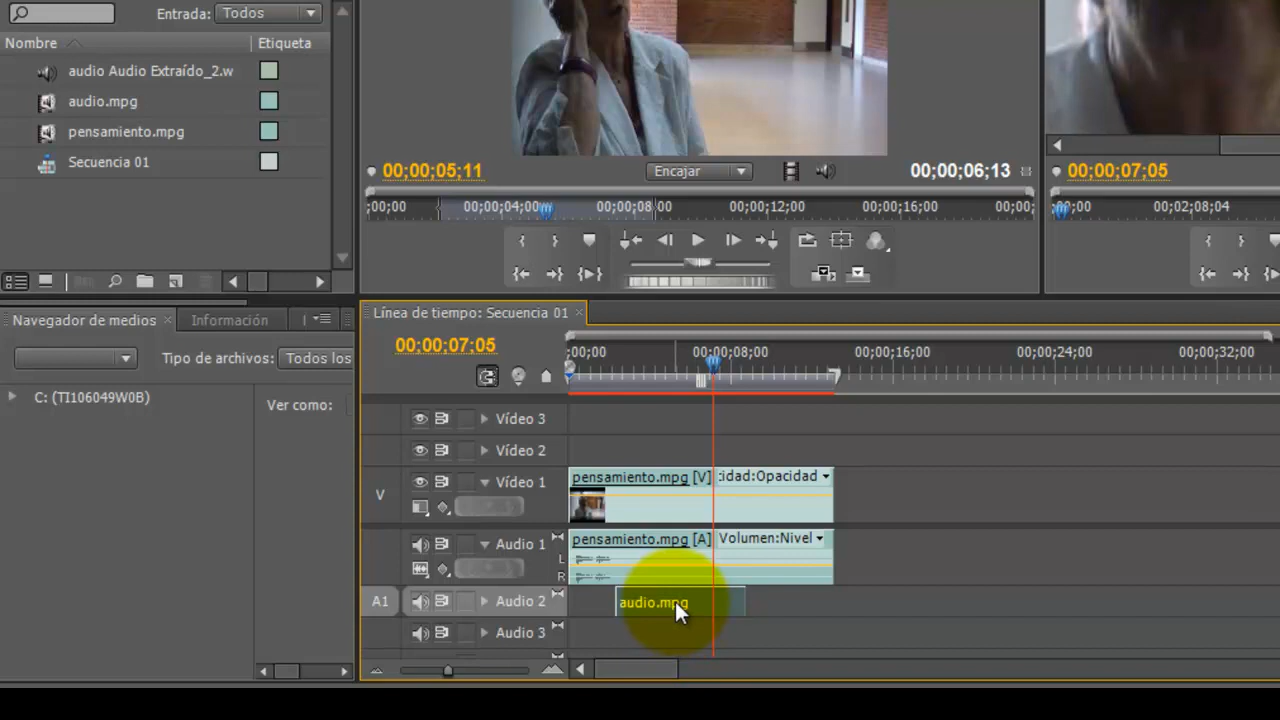 Entrada: Todos
Nombre Etiqueta
audio Audio Extraído_2.w
audio.mpg
pensamiento.mpg
Secuencia 01
00;00;05;11 Encajar 00;00;06;13
;00;00 00;00;04;00 00;00;08;00 00;00;12;00 00;00;16;00 00;00;
00;00;07;05
;00;00 00;02;08;04
Navegador de medios Información
Tipo de archivos: Todos los
C: (TI106049W0B)
Ver como:
Línea de tiempo: Secuencia 01
00;00;07;05
;00;00 00;00;08;00 00;00;16;00 00;00;24;00 00;00;32;00
Vídeo 3
Vídeo 2
V Vídeo 1 pensamiento.mpg [V] :idad:Opacidad
Audio 1 pensamiento.mpg [A] Volumen:Nivel
L
R
A1 Audio 2 audio.mpg
Audio 3